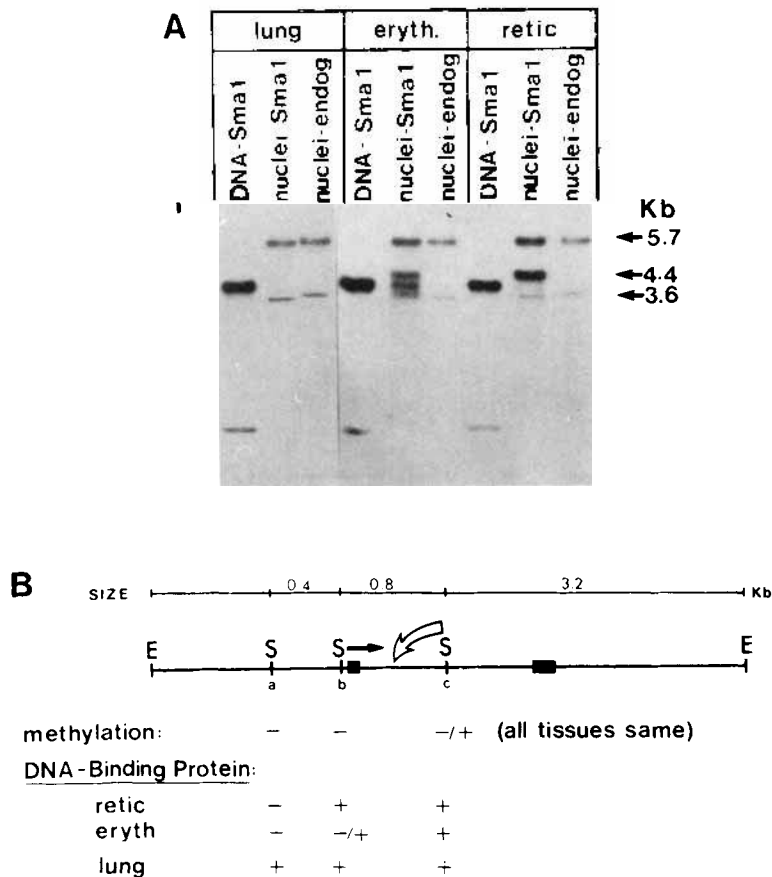 A
lung eryth. retic
DNA-Sma1 nuclei Sma1 nuclei-endog DNA-Sma1 nuclei-Sma1 nuclei-endog DNA-Sma1 nuclei-Sma1 nuclei-endog
Kb
5.7
4.4
3.6
B
SIZE 0.4 0.8 3.2 Kb
E S S S E
a b c
methylation: − − −/+ (all tissues same)
DNA-Binding Protein:
retic − + +
eryth − −/+ +
lung + + +